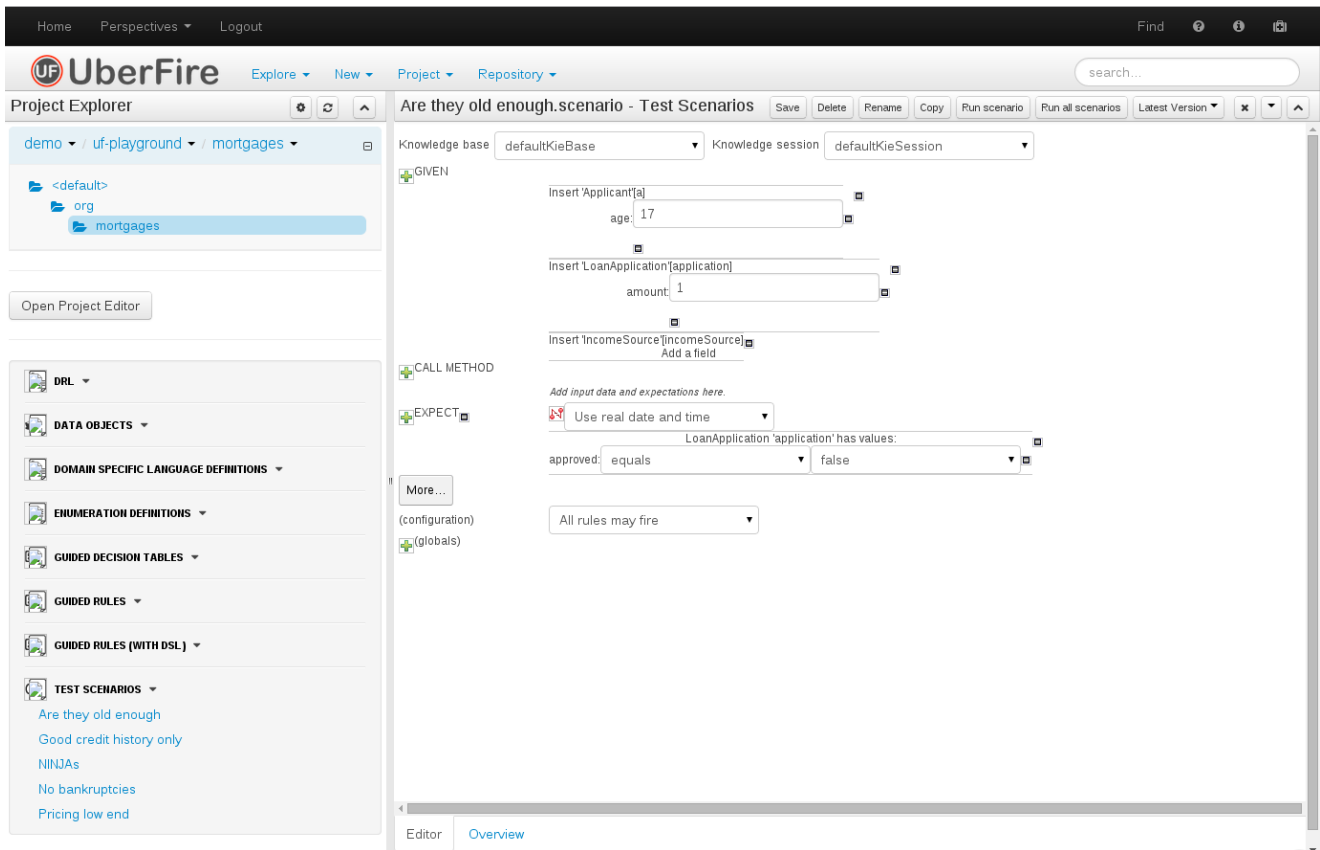 Home Perspectives Logout Find
UF UberFire Explore New Project Repository search...
Project Explorer
demo / uf-playground / mortgages
<default>
org
mortgages
Open Project Editor
DRL
DATA OBJECTS
DOMAIN SPECIFIC LANGUAGE DEFINITIONS
ENUMERATION DEFINITIONS
GUIDED DECISION TABLES
GUIDED RULES
GUIDED RULES (WITH DSL)
TEST SCENARIOS
Are they old enough
Good credit history only
NINJAs
No bankruptcies
Pricing low end
Are they old enough.scenario - Test Scenarios Save Delete Rename Copy Run scenario Run all scenarios Latest Version
Knowledge base defaultKieBase Knowledge session defaultKieSession
GIVEN
Insert 'Applicant'[a]
age: 17
Insert 'LoanApplication'[application]
amount: 1
Insert 'IncomeSource'[incomeSource]
Add a field
CALL METHOD
Add input data and expectations here.
EXPECT Use real date and time
LoanApplication 'application' has values:
approved: equals false
More...
(configuration) All rules may fire
(globals)
Editor Overview